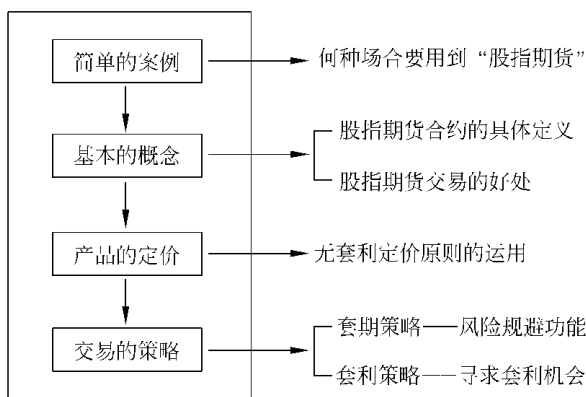 简单的案例
何种场合要用到“股指期货”
基本的概念
股指期货合约的具体定义
股指期货交易的好处
产品的定价
无套利定价原则的运用
交易的策略
套期策略——风险规避功能
套利策略——寻求套利机会